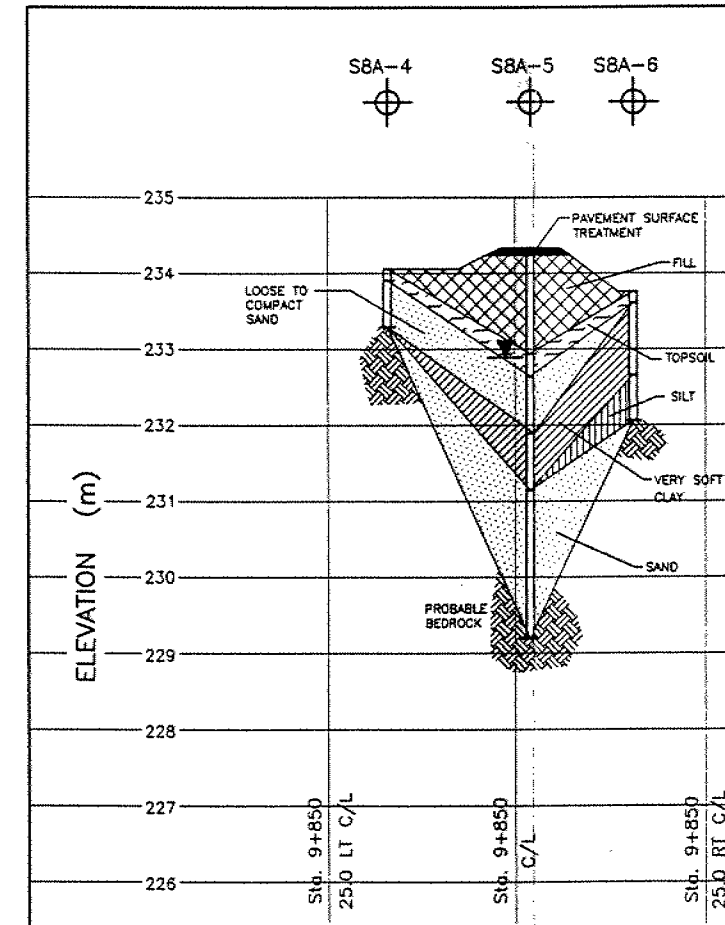 S8A-4 S8A-5 S8A-6
235
PAVEMENT SURFACE
TREATMENT
234
FILL
LOOSE TO
COMPACT
SAND
233
TOPSOIL
SILT
232
VERY SOFT
CLAY
231
ELEVATION (m)
SAND
230
PROBABLE
BEDROCK
229
228
227
226
Sta. 9+850
25.0 LT C/L
Sta. 9+850
C/L
Sta. 9+850
25.0 RT C/L